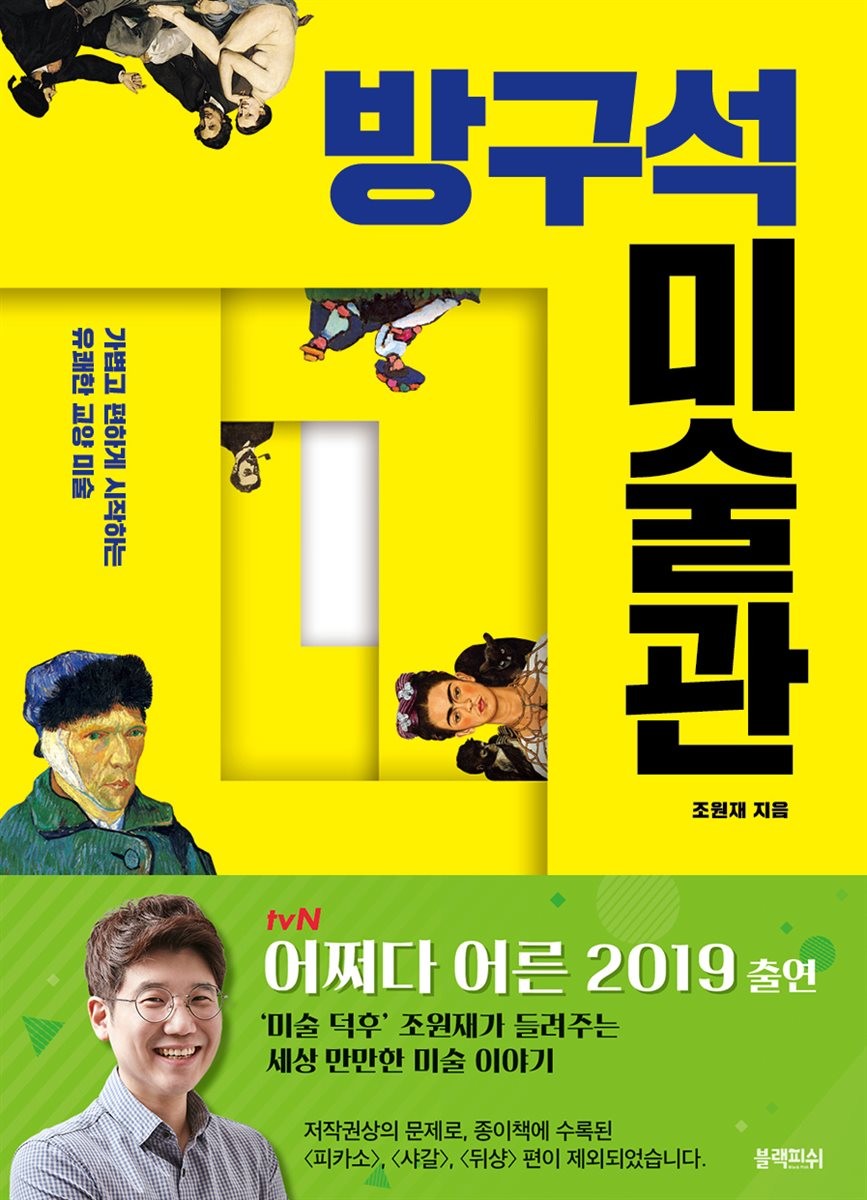 방구석
미술관
가볍고 편하게 시작하는
유쾌한 교양 미술
조원재 지음
tvN
어쩌다 어른 2019 출연
‘미술 덕후’ 조원재가 들려주는
세상 만만한 미술 이야기
저작권상의 문제로, 종이책에 수록된
〈피카소〉, 〈샤갈〉, 〈뒤샹〉 편이 제외되었습니다.
블랙피쉬